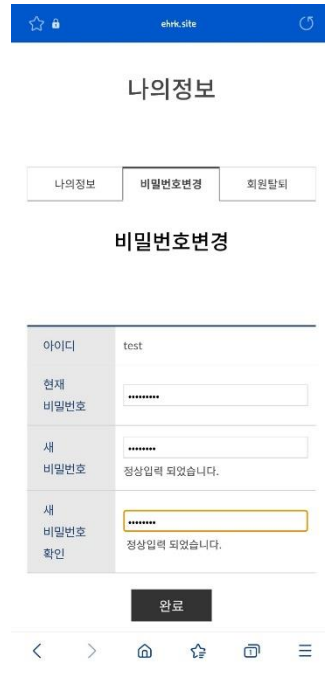 ehrk.site
나의정보
나의정보 비밀번호변경 회원탈퇴
비밀번호변경
아이디 test
현재
비밀번호 •••••••••
새
비밀번호 ••••••••
정상입력 되었습니다.
새
비밀번호
확인 ••••••••
정상입력 되었습니다.
완료
1